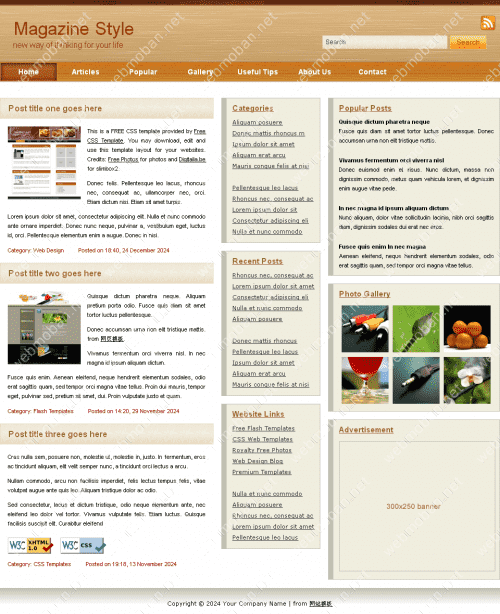 Magazine Style
new way of thinking for your life
Search
Search
Home
Articles
Popular
Gallery
Useful Tips
About Us
Contact
Post title one goes here
This is a FREE CSS template provided by Free
CSS Template. You may download, edit and
use this template layout for your websites.
Credits: Free Photos for photos and Digitalia.be
for slimbox2
Donec felis. Pellentesque leo lacus, rhoncus
nec, consequat ac, ullamcorper nec, orci.
Etiam dictun nisi. Etiam sit amet turpis.
Lorem ipsum dolor sit amet, consectetur adipiscing elit. Nulla et nunc commodo
ante ornare imperdiet. Donec nunc neque, pulvinar a, vestibulum eget, luctus
id, orci. Pellentesque elementum enim a augue. Donec in nisl.
Category: Web Design
Posted on 18:40, 24 December 2024
Post title two goes here
Quisque dictum pharetra neque. Aliquam
pretium porta odio. Fusce quis diam sit amet
tortor luctus pellentesque.
Donec accumsan urna non elit tristique mattis.
from 网页模板.
Vivamus fermentum orci viverra nisl. In nec
magna id ipsum aliquam dictum.
Fusce quis enim. Aenean eleifend, neque hendrerit elementum sodales, odio
erat sagittis quam, sed tempor orci magna vitae tellus. Proin dui mauris, tempor
eget, pulvinar sed, pretium sit amet, dui. Proin vulputate justo et quam.
Category: Flash Templates
Posted on 14:20, 29 November 2024
Post title three goes here
Cras nulla sem, posuere non, molestie ut, molestie in, justo. In fermentum, eros
ac tincidunt aliquam, elit velit semper nunc, a tincidunt orci lectus a arcu.
Nullam commodo, arcu non facilisis imperdiet, felis lectus tempus felis, vitae
volutpat augue ante quis leo. Aliquam tristique dolor ac odio.
Sed consectetur, lacus et dictum tristique, odio neque elementum ante, nec
eleifend leo dolor vel tortor. Vivamus vulputate felis. Etiam luctus. Quisque
facilisis suscipit elit. Curabitur eleifend
W3C XHTML 1.0
W3C CSS
Category: CSS Templates
Posted on 19:18, 13 November 2024
Categories
Aliquam posuere
Donec mattis rhoncus m
Ipsum dolor sit amet
Aliquam erat arcu
Mauris congue felis at nisi
Pellentesque leo lacus
Rhoncus nec, consequat ac
Lorem ipsum dolor sit
Consectetur adipiscing eli
Nulla et nunc commodo
Recent Posts
Rhoncus nec, consequat ac
Lorem ipsum dolor sit amet
Consectetur adipiscing eli
Nulla et nunc commodo
Aliquam posuere
Donec mattis rhoncus
Pellentesque leo lacus
Ipsum dolor sit amet
Aliquam erat arcu
Mauris congue felis at nisi
Website Links
Free Flash Templates
CSS Web Templates
Royalty Free Photos
Web Design Blog
Premium Templates
Nulla et nunc commodo
Aliquam posuere
Rhoncus nec, consequat ac
Lorem ipsum dolor sit amet
Pellentesque leo lacus
Popular Posts
Quisque dictum pharetra neque
Fusce quis diam sit amet tortor luctus pellentesque. Donec
accumsan urna non elit tristique mattis.
Vivamus fermentum orci viverra nisl
Donec euismod enim id risus. Nunc dictum, massa non
dignissim commodo, metus quam vehicula lorem, et dignissim
enim augue vitae pede.
In nec magna id ipsum aliquam dictum
Nunc aliquam, dolor vitae sollicitudin lacinia, nibh orci sagittis
diam, dignissim sodales dui erat nec eros.
Fusce quis enim In nec magna
Aenean eleifend, neque hendrerit elementum sodales, odio
erat sagittis quam, sed tempor orci magna vitae tellus.
Photo Gallery
Advertisement
300x250 banner
Copyright © 2024 Your Company Name | from 网页模板